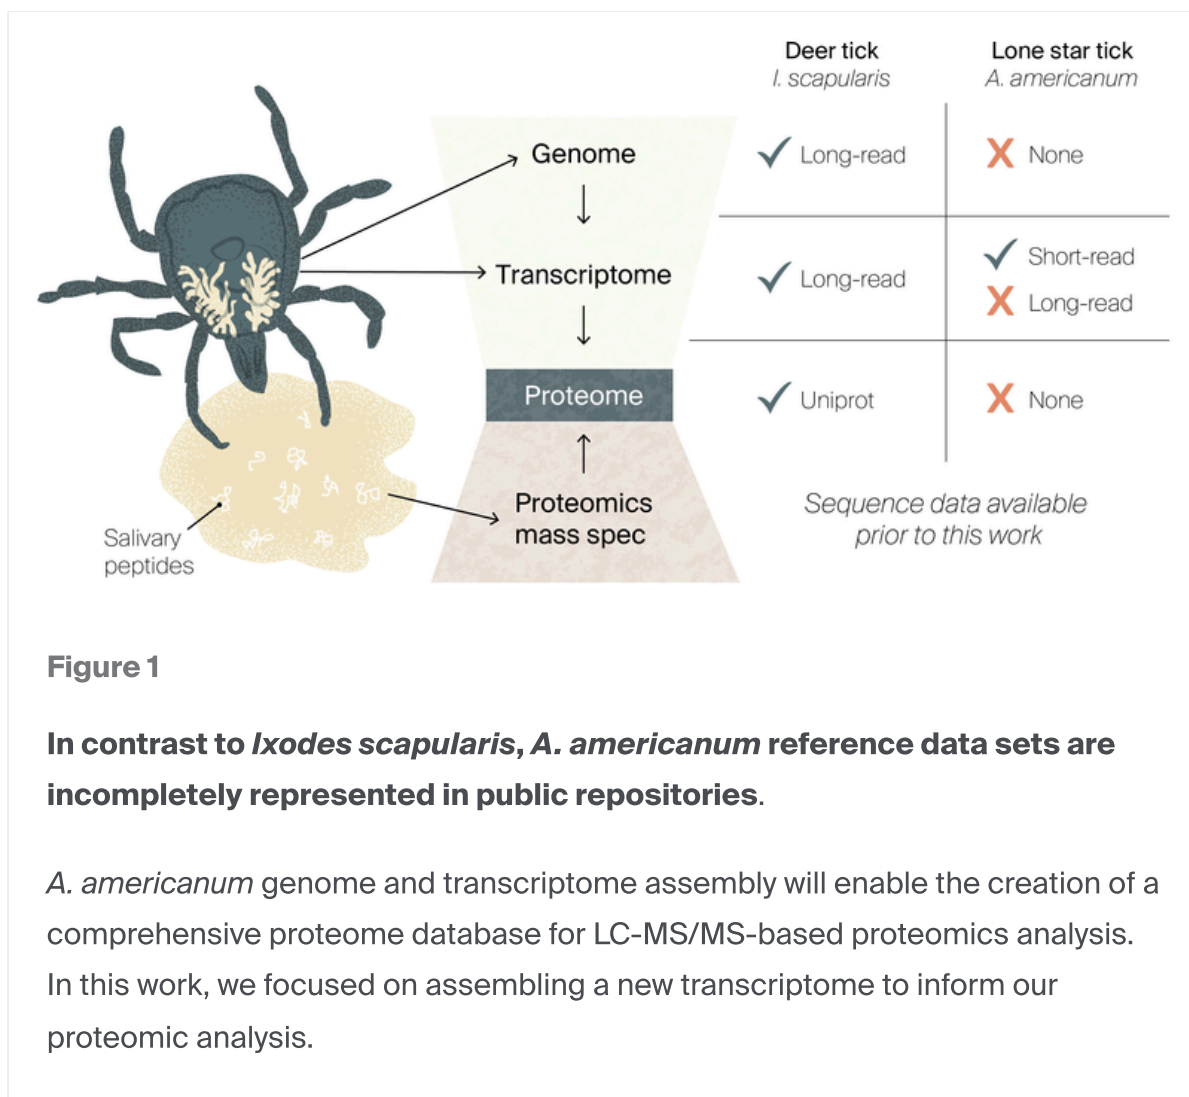 Deer tick
I. scapularis
Lone star tick
A. americanum
Genome
Long-read
X None
Transcriptome
Long-read
Short-read
X Long-read
Proteome
Uniprot
X None
Proteomics
mass spec
Salivary
peptides
Sequence data available
prior to this work
Figure 1
In contrast to Ixodes scapularis, A. americanum reference data sets are
incompletely represented in public repositories.
A. americanum genome and transcriptome assembly will enable the creation of a
comprehensive proteome database for LC-MS/MS-based proteomics analysis.
In this work, we focused on assembling a new transcriptome to inform our
proteomic analysis.